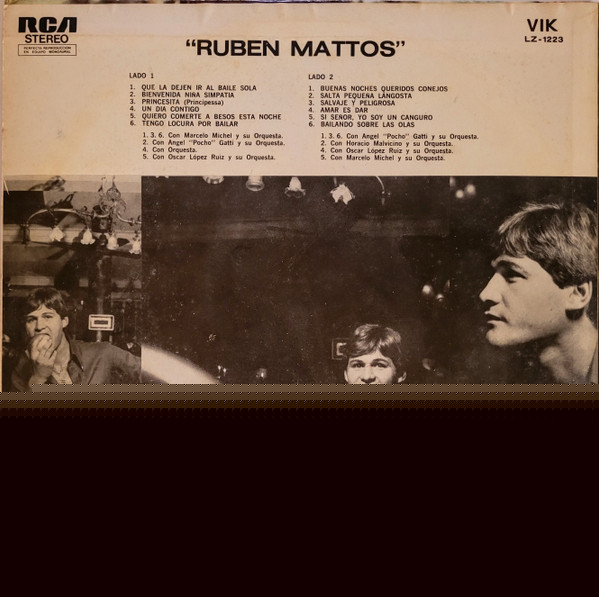 RCA
STEREO
PERFECTA REPRODUCCION
EN EQUIPO MONOAURAL
VIK
LZ-1223
"RUBEN MATTOS"
LADO 1
1. QUE LA DEJEN IR AL BAILE SOLA
2. BIENVENIDA NIÑA SIMPATIA
3. PRINCESITA (Principessa)
4. UN DIA CONTIGO
5. QUIERO COMERTE A BESOS ESTA NOCHE
6. TENGO LOCURA POR BAILAR
1. 3. 6. Con Marcelo Michel y su Orquesta.
2. Con Angel "Pocho" Gatti y su Orquesta.
4. Con Orquesta.
5. Con Oscar López Ruiz y su Orquesta.
LADO 2
1. BUENAS NOCHES QUERIDOS CONEJOS
2. SALTA PEQUEÑA LANGOSTA
3. SALVAJE Y PELIGROSA
4. AMAR ES DAR
5. SI SEÑOR, YO SOY UN CANGURO
6. BAILANDO SOBRE LAS OLAS
1. 3. 6. Con Angel "Pocho" Gatti y su Orquesta.
2. Con Horacio Malvicino y su Orquesta.
4. Con Oscar López Ruiz y su Orquesta.
5. Con Marcelo Michel y su Orquesta.